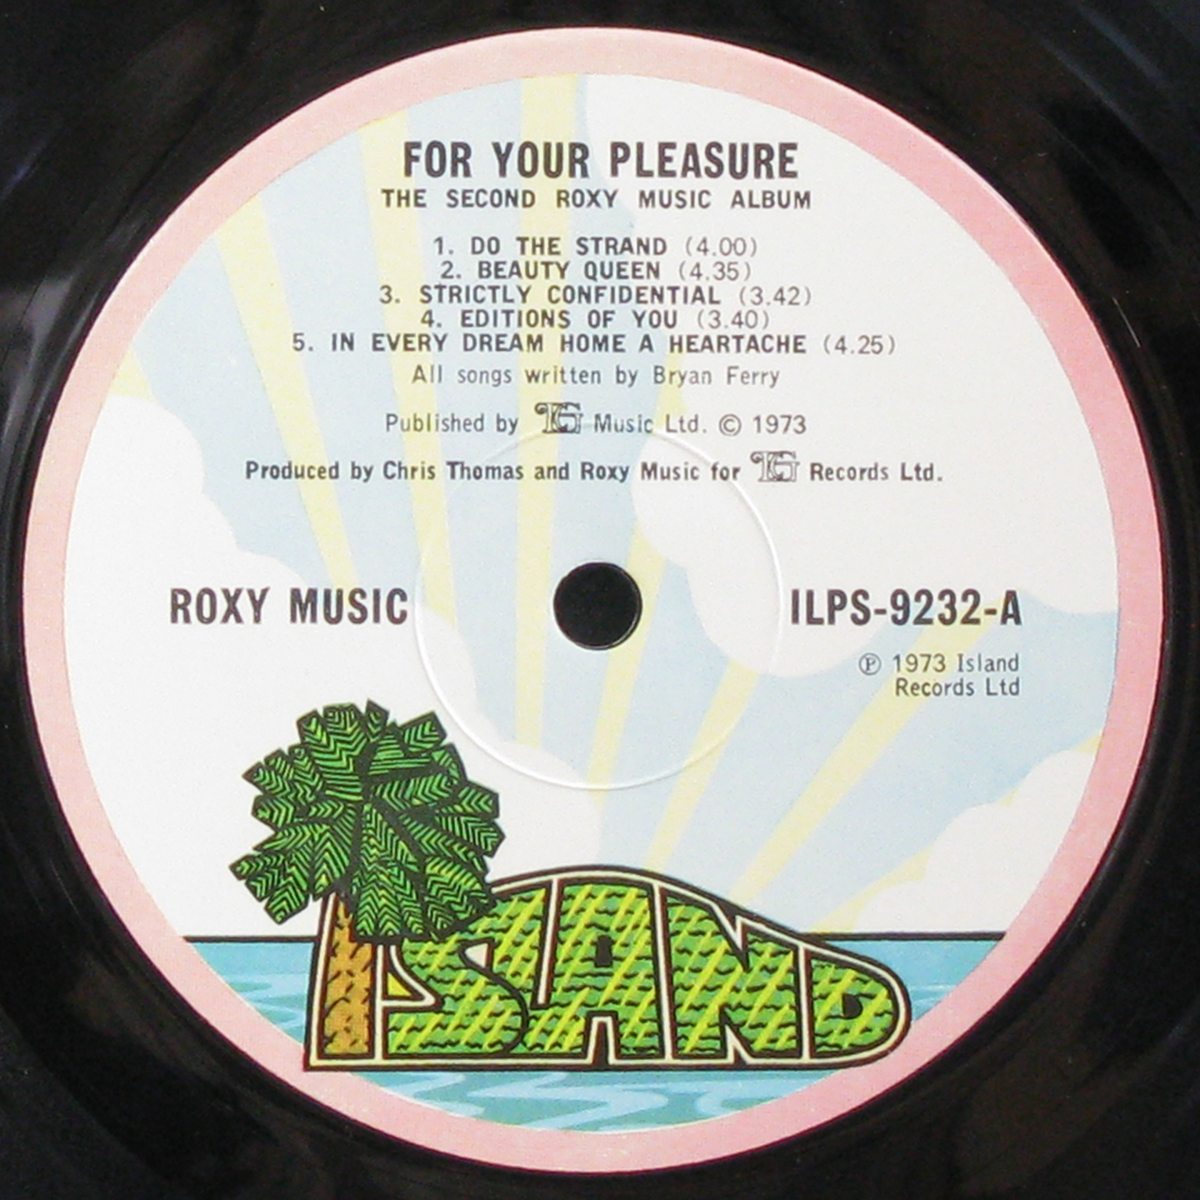 FOR YOUR PLEASURE
THE SECOND ROXY MUSIC ALBUM
1. DO THE STRAND (4.00)
2. BEAUTY QUEEN (4.35)
3. STRICTLY CONFIDENTIAL (3.42)
4. EDITIONS OF YOU (3.40)
5. IN EVERY DREAM HOME A HEARTACHE (4.25)
All songs written by Bryan Ferry
Published by EG Music Ltd. © 1973
Produced by Chris Thomas and Roxy Music for EG Records Ltd.
ROXY MUSIC
ILPS-9232-A
℗ 1973 Island
Records Ltd
ISLAND